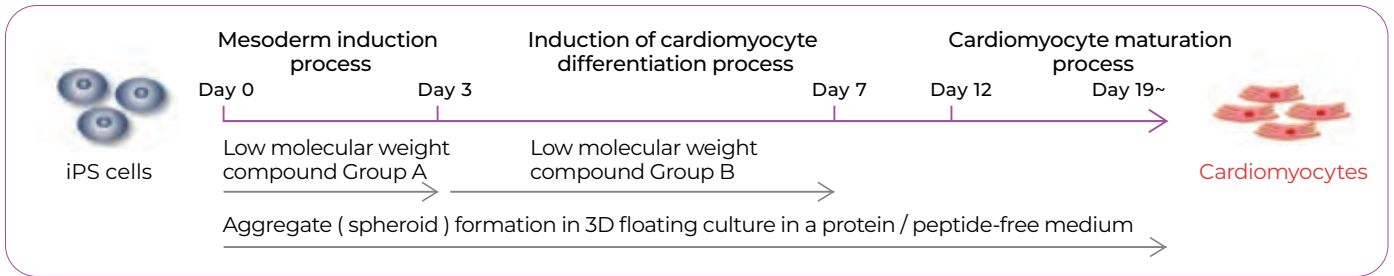 Mesoderm induction
process
Induction of cardiomyocyte
differentiation process
Cardiomyocyte maturation
process
Day 0
Day 3
Day 7
Day 12
Day 19~
iPS cells
Low molecular weight
compound Group A
Low molecular weight
compound Group B
Cardiomyocytes
Aggregate ( spheroid ) formation in 3D floating culture in a protein / peptide-free medium